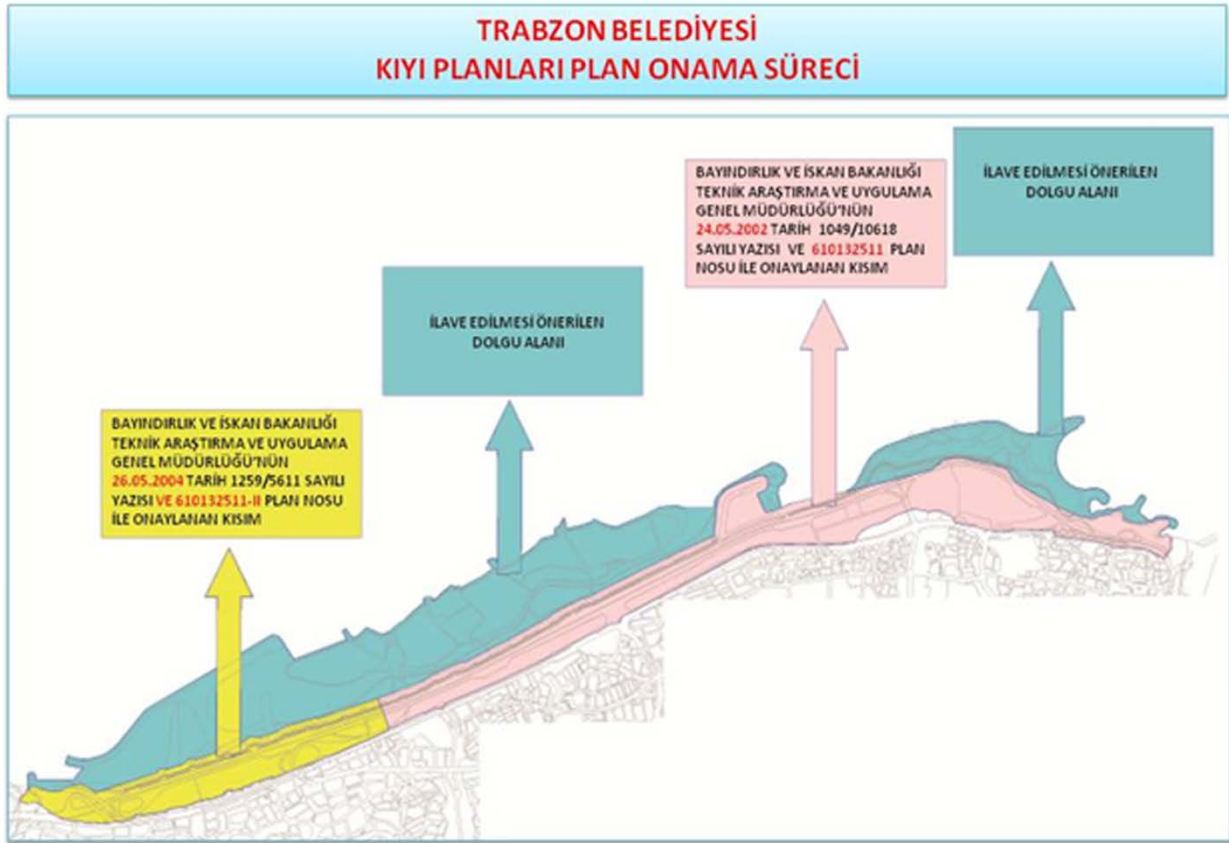 TRABZON BELEDİYESİ
KIYI PLANLARI PLAN ONAMA SÜRECİ
İLAVE EDİLMESİ ÖNERİLEN
DOLGU ALANI
BAYINDIRLIK VE İSKAN BAKANLIĞI
TEKNİK ARAŞTIRMA VE UYGULAMA
GENEL MÜDÜRLÜĞÜ'NÜN
24.05.2002 TARİH 1049/10618
SAYILI YAZISI VE 610132511 PLAN
NOSU İLE ONAYLANAN KISIM
İLAVE EDİLMESİ ÖNERİLEN
DOLGU ALANI
BAYINDIRLIK VE İSKAN BAKANLIĞI
TEKNİK ARAŞTIRMA VE UYGULAMA
GENEL MÜDÜRLÜĞÜ'NÜN
26.05.2004 TARİH 1259/5611 SAYILI
YAZISI VE 610132511-II PLAN NOSU
İLE ONAYLANAN KISIM